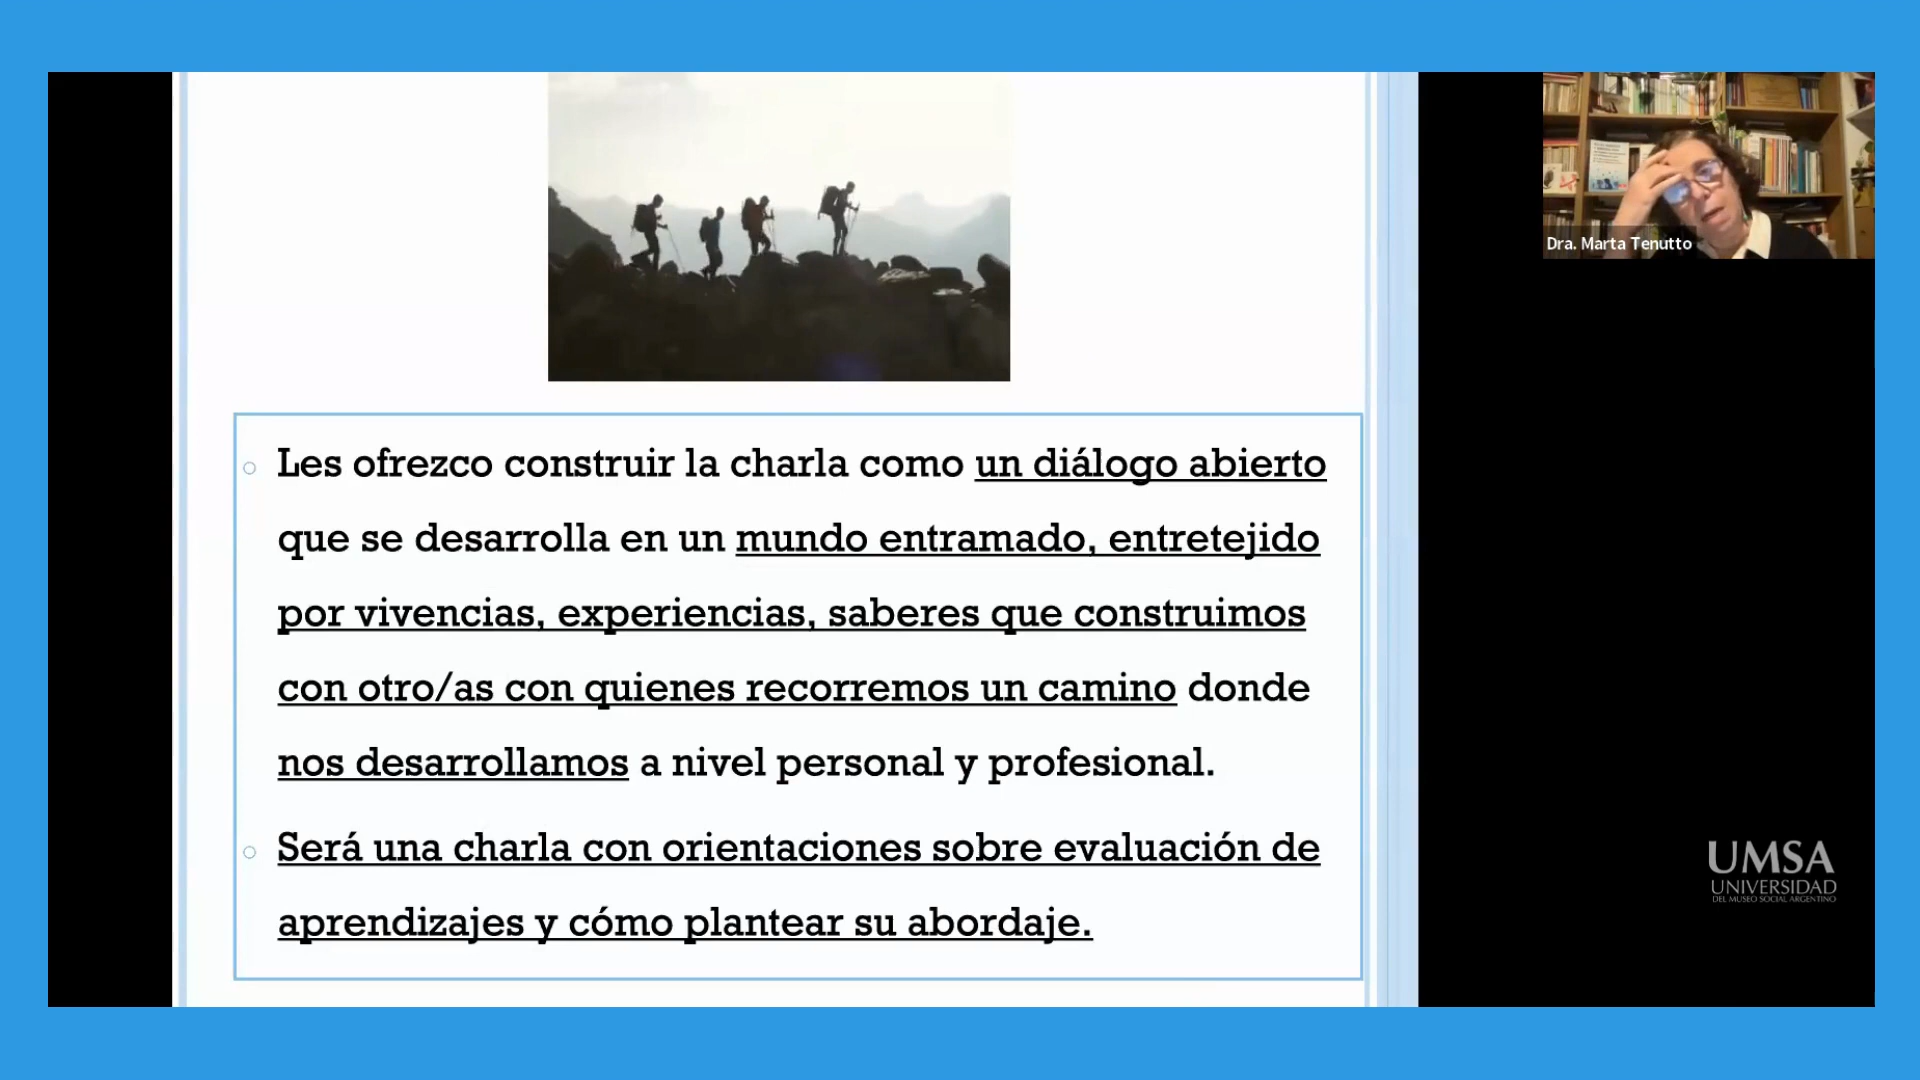 Dra. Marta Tenutto
Les ofrezco construir la charla como un diálogo abierto
que se desarrolla en un mundo entramado, entretejido
por vivencias, experiencias, saberes que construimos
con otro/as con quienes recorremos un camino donde
nos desarrollamos a nivel personal y profesional.
Será una charla con orientaciones sobre evaluación de
aprendizajes y cómo plantear su abordaje.
UMSA
UNIVERSIDAD
DEL MUSEO SOCIAL ARGENTINO